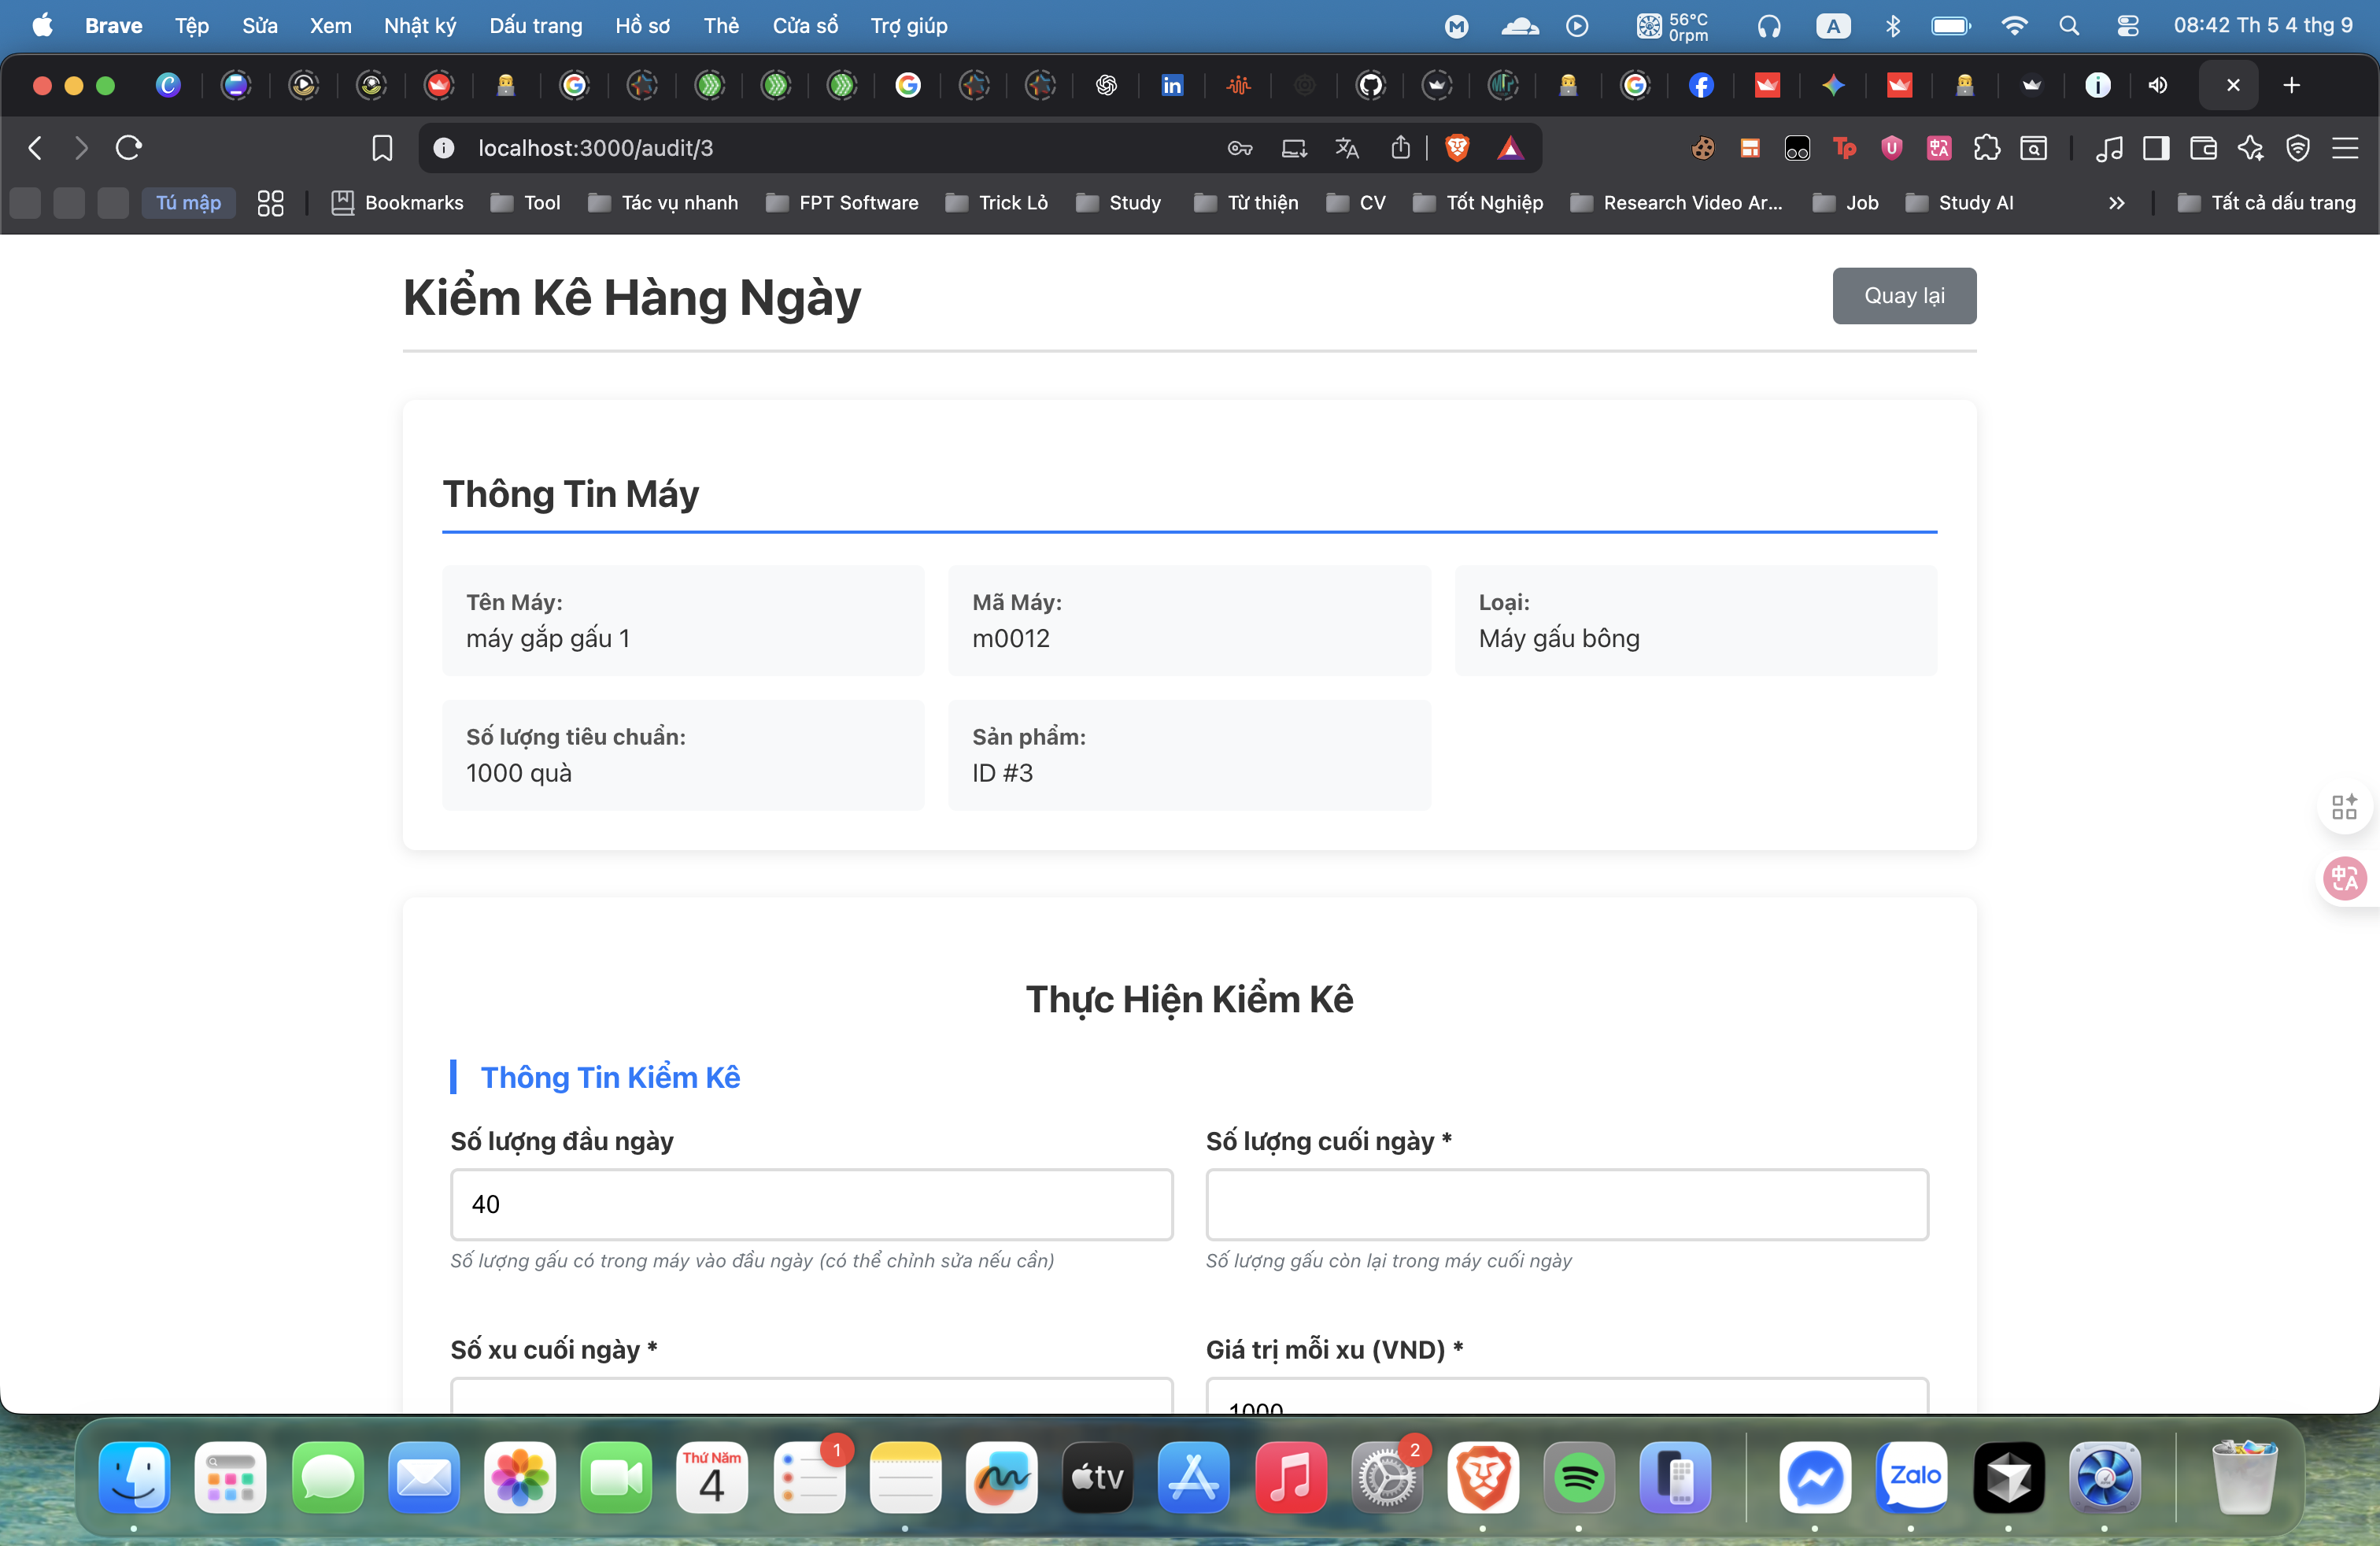 Brave Tệp Sửa Xem Nhật ký Dấu trang Hồ sơ Thẻ Cửa sổ Trợ giúp 56°C 0rpm A 08:42 Th 5 4 thg 9
localhost:3000/audit/3
Tú mập Bookmarks Tool Tác vụ nhanh FPT Software Trick Lỏ Study Từ thiện CV Tốt Nghiệp Research Video Ar... Job Study AI Tất cả dấu trang
Kiểm Kê Hàng Ngày
Quay lại
Thông Tin Máy
Tên Máy:
máy gắp gấu 1
Mã Máy:
m0012
Loại:
Máy gấu bông
Số lượng tiêu chuẩn:
1000 quà
Sản phẩm:
ID #3
Thực Hiện Kiểm Kê
Thông Tin Kiểm Kê
Số lượng đầu ngày
40
Số lượng gấu có trong máy vào đầu ngày (có thể chỉnh sửa nếu cần)
Số lượng cuối ngày *
Số lượng gấu còn lại trong máy cuối ngày
Số xu cuối ngày *
Giá trị mỗi xu (VND) *
1000
Thứ Năm
4
1
tv
2
Zalo